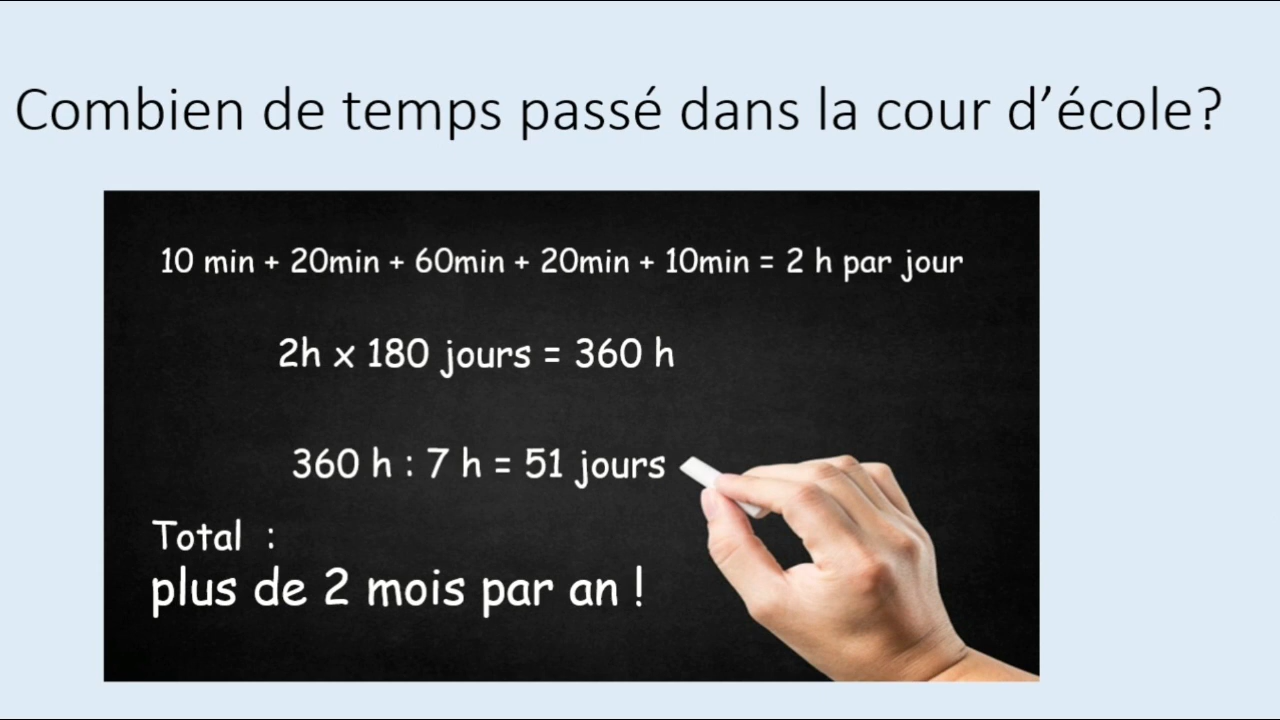 Combien de temps passé dans la cour d’école?
10 min + 20min + 60min + 20min + 10min = 2 h par jour
2h x 180 jours = 360 h
360 h : 7 h = 51 jours
Total :
plus de 2 mois par an !